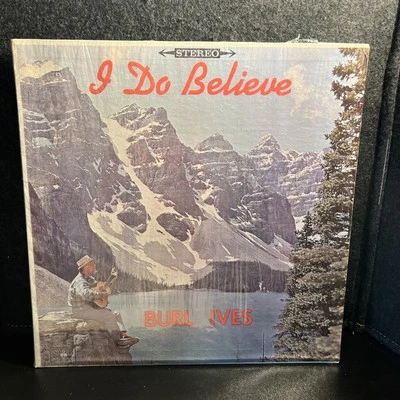 STEREO
I Do Believe
BURL IVES